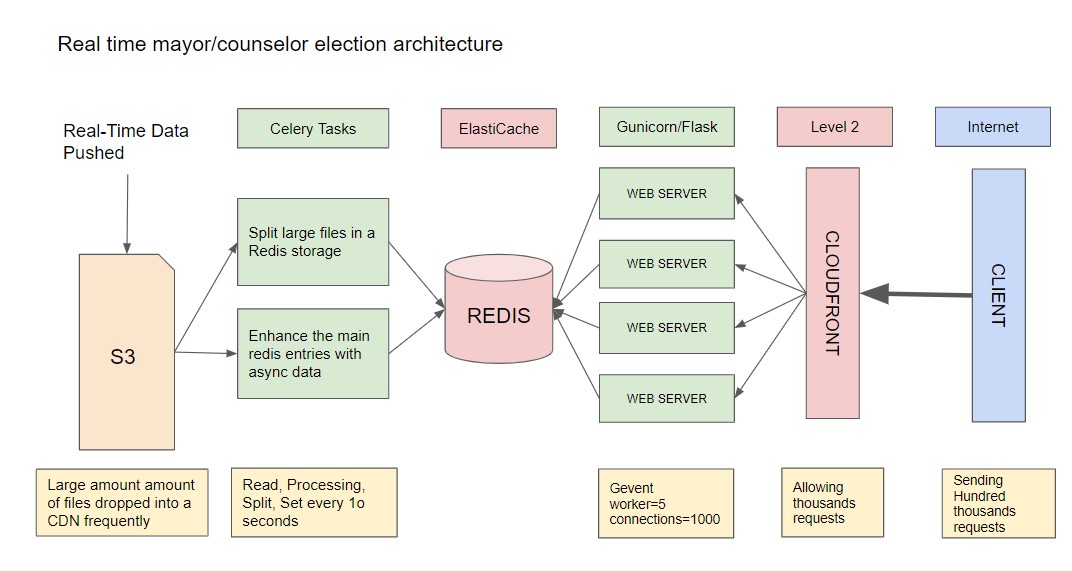 Real time mayor/counselor election architecture
Real-Time Data
Pushed
Celery Tasks
ElastiCache
Gunicorn/Flask
Level 2
Internet
Split large files in a
Redis storage
Enhance the main
redis entries with
async data
S3
REDIS
WEB SERVER
WEB SERVER
WEB SERVER
WEB SERVER
CLOUDFRONT
CLIENT
Large amount amount
of files dropped into a
CDN frequently
Read, Processing,
Split, Set every 1o
seconds
Gevent
worker=5
connections=1000
Allowing
thousands
requests
Sending
Hundred
thousands
requests